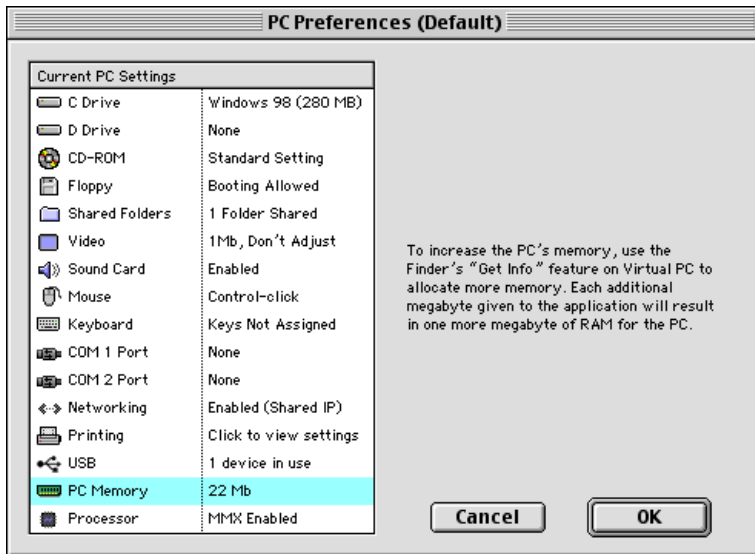 PC Preferences (Default)
Current PC Settings
C Drive Windows 98 (280 MB)
D Drive None
CD-ROM Standard Setting
Floppy Booting Allowed
Shared Folders 1 Folder Shared
Video 1Mb, Don't Adjust
Sound Card Enabled
Mouse Control-click
Keyboard Keys Not Assigned
COM 1 Port None
COM 2 Port None
Networking Enabled (Shared IP)
Printing Click to view settings
USB 1 device in use
PC Memory 22 Mb
Processor MMX Enabled
To increase the PC's memory, use the
Finder's "Get Info" feature on Virtual PC to
allocate more memory. Each additional
megabyte given to the application will result
in one more megabyte of RAM for the PC.
Cancel OK